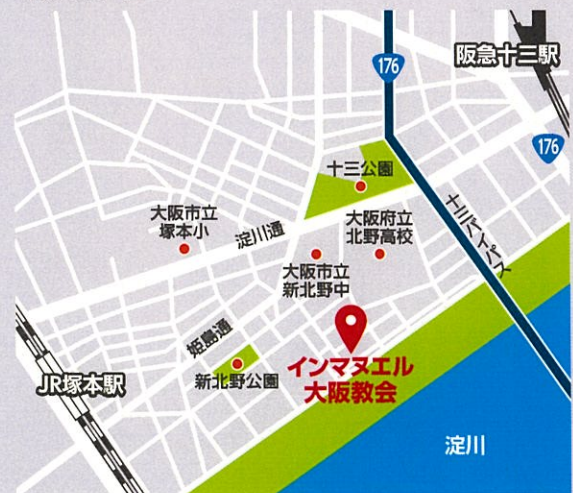 阪急十三駅
176
176
十三公園
十三バイパス
大阪市立
塚本小
淀川通
大阪府立
北野高校
大阪市立
新北野中
姫島通
インマヌエル
大阪教会
新北野公園
JR塚本駅
淀川